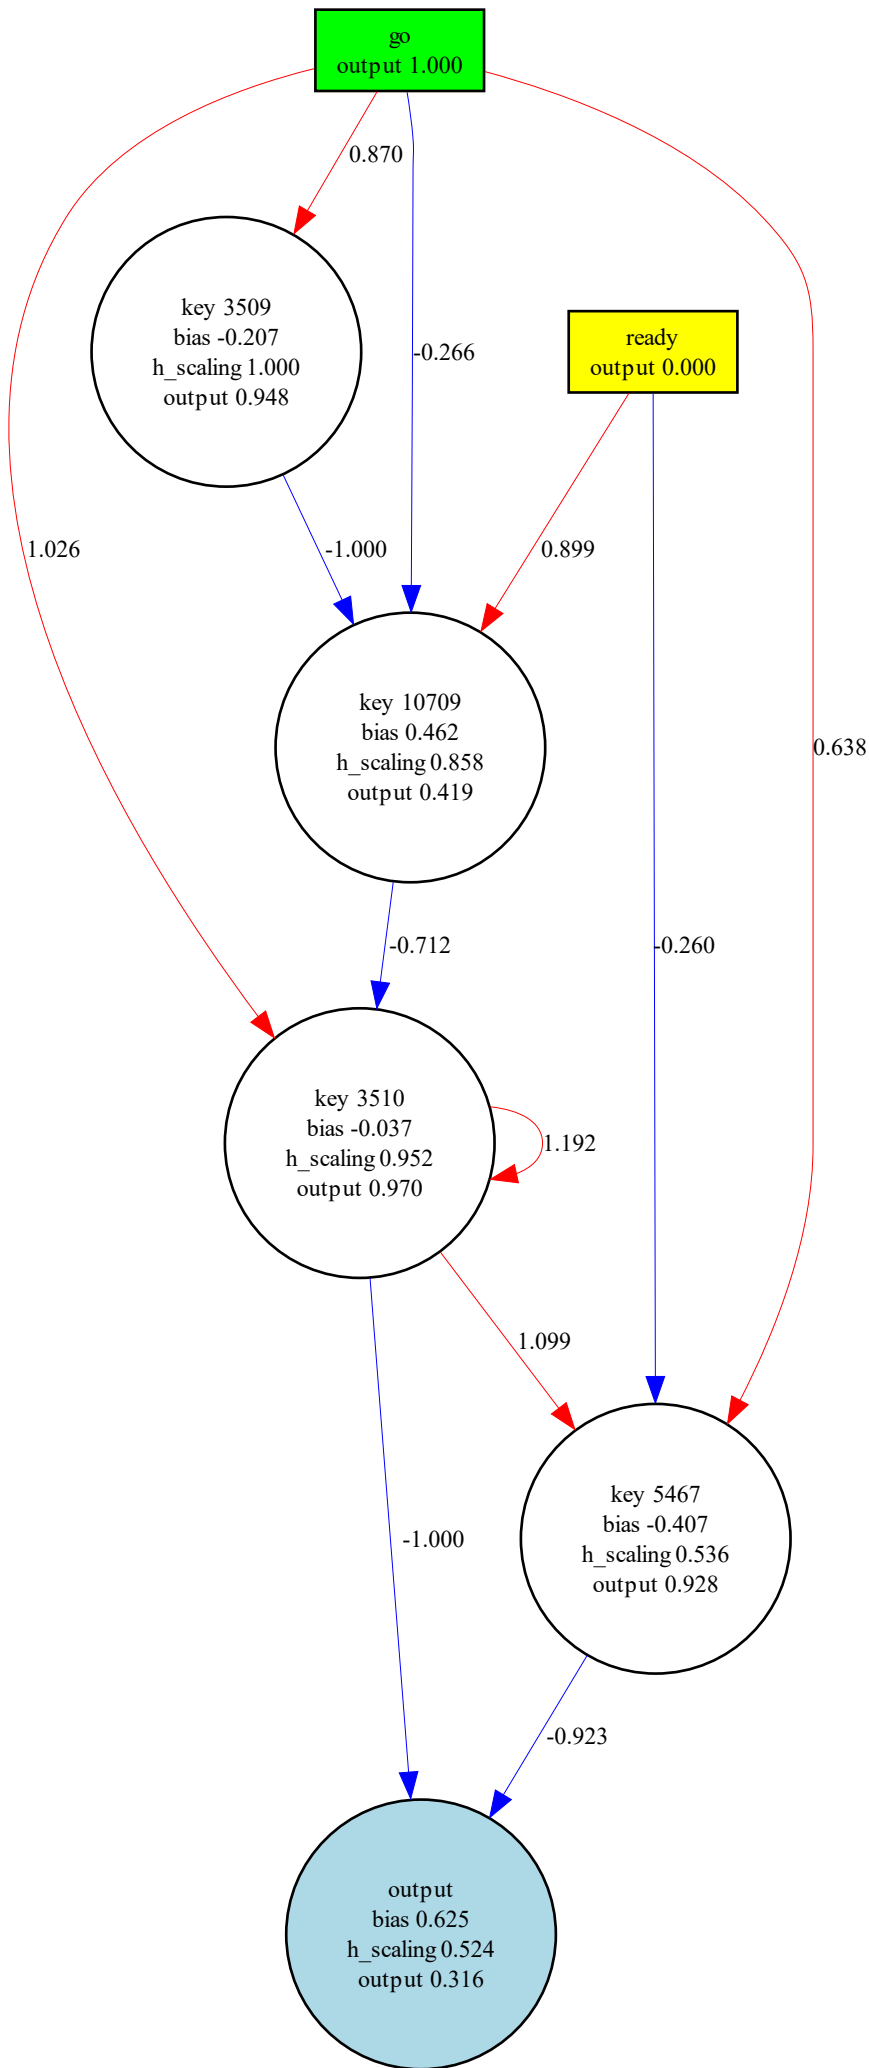 go
output 1.000
0.870
key 3509
bias -0.207
h_scaling 1.000
output 0.948
-0.266
ready
output 0.000
1.026
-1.000
0.899
key 10709
bias 0.462
h_scaling 0.858
output 0.419
0.638
-0.712
-0.260
key 3510
bias -0.037
h_scaling 0.952
output 0.970
1.192
1.099
-1.000
key 5467
bias -0.407
h_scaling 0.536
output 0.928
-0.923
output
bias 0.625
h_scaling 0.524
output 0.316